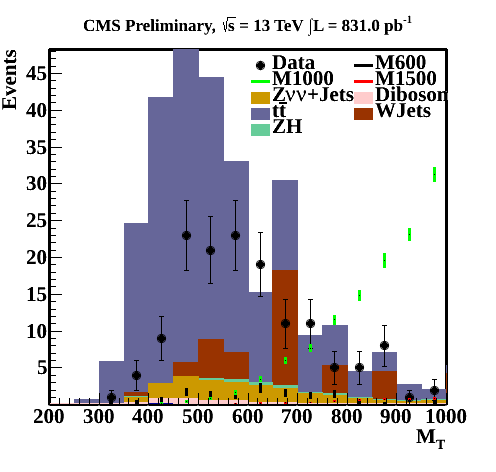 CMS Preliminary, √s = 13 TeV ∫L = 831.0 pb⁻¹
Events
Data M600
M1000 M1500
Zνν+Jets Diboson
tt̄ WJets
ZH
45
40
35
30
25
20
15
10
5
200 300 400 500 600 700 800 900 1000
M_T